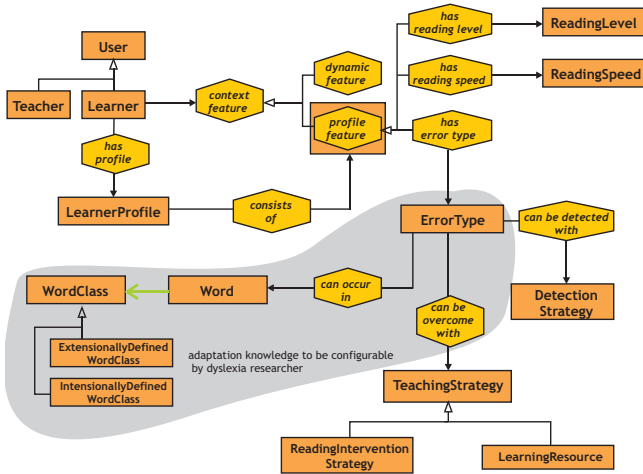 has
reading level
ReadingLevel
User
dynamic
feature
has
reading speed
ReadingSpeed
Teacher
Learner
context
feature
profile
feature
has
error type
has
profile
LearnerProfile
consists
of
ErrorType
can be detected
with
WordClass
Word
can occur
in
can be
overcome
with
Detection
Strategy
ExtensionallyDefined
WordClass
adaptation knowledge to be configurable
by dyslexia researcher
IntensionallyDefined
WordClass
TeachingStrategy
ReadingIntervention
Strategy
LearningResource